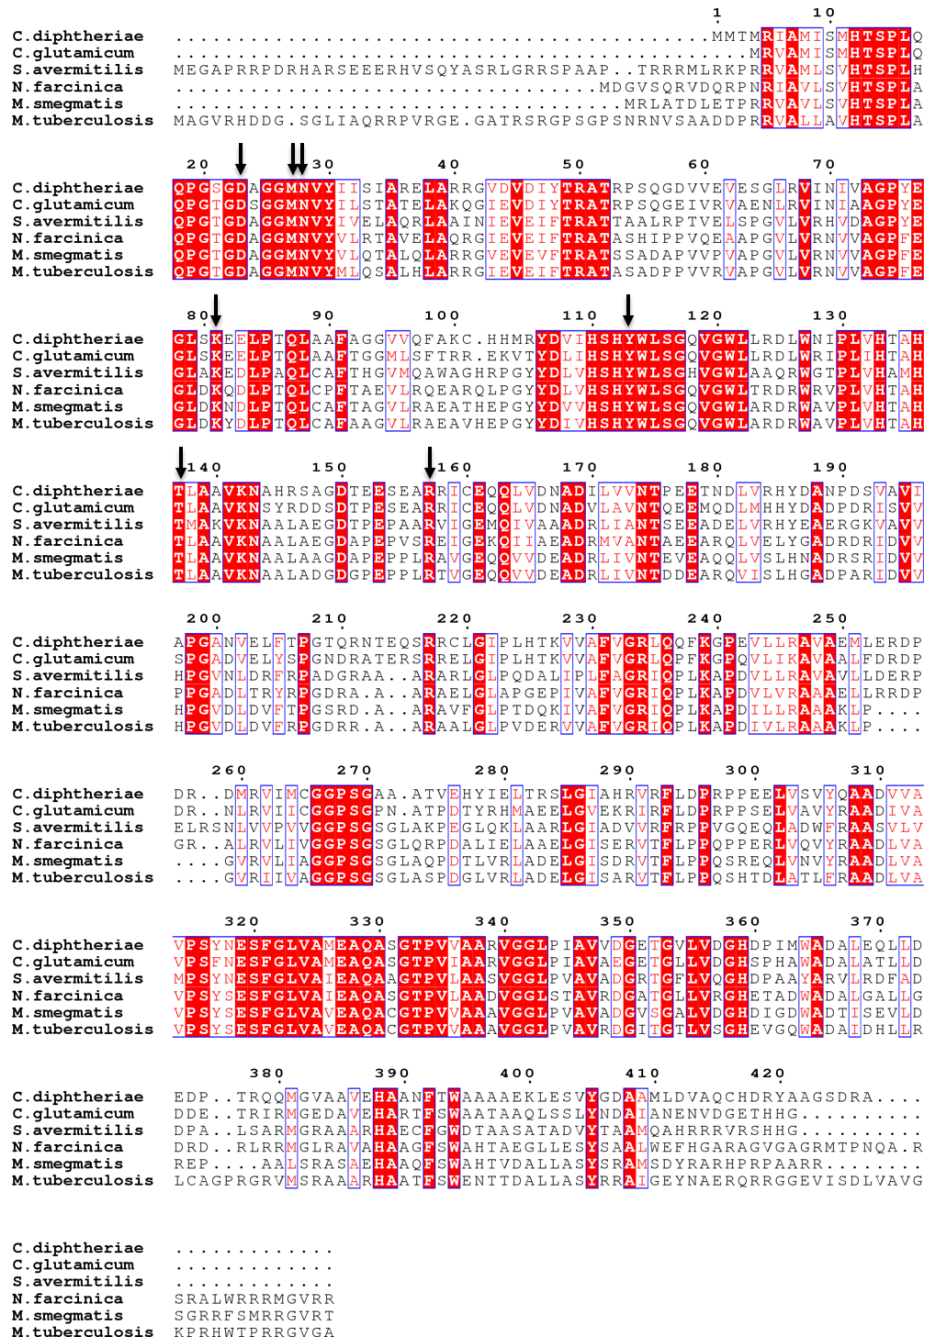 1 10
C.diphtheriae ...........................................MMTMRIAMISMHTSPLQ
C.glutamicum ..............................................MRVAMISMHTSPLQ
S.avermitilis MEGAPRRPDRHARSEEERHVSQYASRLGRRSPAAP..TRRRMLRKPRRVAMLSVHTSPLH
N.farcinica ..................................MDGVSQRVDQRPNRIAVLSVHTSPLA
M.smegmatis ....................................MRLATDLETPRRVAVLSVHTSPLA
M.tuberculosis MAGVRHDDG.SGLIAQRRPVRGE.GATRSRGPSGPSNRNVSAADDPRRVALLAVHTSPLA
20 30 40 50 60 70
C.diphtheriae QPGSGDAGGMNVYIISIARELARRGVDVDIYTRATRPSQGDVVEVESGLRVINIVAGPYE
C.glutamicum QPGTGDSGGMNVYILSTATELAKQGIEVDIYTRATRPSQGEIVRVAENLRVINIAAGPYE
S.avermitilis QPGTGDAGGMNVYIVELAQRLAAINIEVEIFTRATTAALRPTVELSPGVLVRHVDAGPYE
N.farcinica QPGTGDAGGMNVYVLRTAVELAQRGIEVEIFTRATASHIPPVQEAAPGVLVRNVVAGPFE
M.smegmatis QPGTGDAGGMNVYVLQTALQLARRGVEVEVFTRATSSADAPVVPVAPGVLVRNVVAGPFE
M.tuberculosis QPGTGDAGGMNVYMLQSALHLARRGIEVEIFTRATASADPPVVRVAPGVLVRNVVAGPFE
80 90 100 110 120 130
C.diphtheriae GLSKEELPTQLAAFAGGVVQFAKC.HHMRYDVIHSHYWLSGQVGWLLRDLWNIPLVHTAH
C.glutamicum GLSKEELPTQLAAFTGGMLSFTRR.EKVTYDLIHSHYWLSGQVGWLLRDLWRIPLIHTAH
S.avermitilis GLAKEDLPAQLCAFTHGVMQAWAGHRPGYYDLVHSHYWLSGHVGWLAAQRWGTPLVHAMH
N.farcinica GLDKQDLPTQLCPFTAEVLRQEARQLPGYYDLVHSHYWLSGQVGWLTRDRWRVPLVHTAH
M.smegmatis GLDKNDLPTQLCAFTAGVLRAEATHEPGYYDVVHSHYWLSGQVGWLARDRWAVPLVHTAH
M.tuberculosis GLDKYDLPTQLCAFAAGVLRAEAVHEPGYYDIVHSHYWLSGQVGWLARDRWAVPLVHTAH
140 150 160 170 180 190
C.diphtheriae TLAAVKNAHRSAGDTEESEARRICEQQLVDNADILVVNTPEETNDLVRHYDANPDSVAVI
C.glutamicum TLAAVKNSYRDDSDTPESEARRICEQQLVDNADVLAVNTQEEMQDLMHHYDADPDRISVV
S.avermitilis TMAKVKNAALAEGDTPEPAARVIGEMQIVAAADRLIANTSEEADELVRHYEAERGKVAVV
N.farcinica TLAAVKNAALAEGDAPEPVSREIGEKQIIAEADRMVANTAEEARQLVELYGADRDRIDVV
M.smegmatis TLAAVKNAALAAGDAPEPPLRAVGEQQVVDEADRLIVNTEVEAQQLVSLHNADRSRIDVV
M.tuberculosis TLAAVKNAALADGDGPEPPLRTVGEQQVVDEADRLIVNTDDEARQVISLHGADPARIDVV
200 210 220 230 240 250
C.diphtheriae APGANVELFTPGTQRNTEQSRRCLGIPLHTKVVAFVGRLQQFKGPEVLLRAVAEMLERDP
C.glutamicum SPGADVELYSPGNDRATERSRRELGIPLHTKVVAFVGRLQPFKGPQVLIKAVAALFDRDP
S.avermitilis HPGVNLDRFRPADGRAA..ARARLGLPQDALIPLFAGRIQPLKAPDVLLRAVAVLLDERP
N.farcinica PPGADLTRYRPGDRA.A..ARAELGLAPGEPIVAFVGRIQPLKAPDVLVRAAAELLRRDP
M.smegmatis HPGVDLDVFTPGSRD.A..ARAVFGLPTDQKIVAFVGRIQPLKAPDILLRAAAKLP....
M.tuberculosis HPGVDLDVFRPGDRR.A..ARAALGLPVDERVVAFVGRIQPLKAPDIVLRAAAKLP....
260 270 280 290 300 310
C.diphtheriae DR..DMRVIMCGGPSGAA.ATVEHYIELTRSLGIAHRVRFLDPRPPEELVSVYQAADVVA
C.glutamicum DR..NLRVIICGGPSGPN.ATPDTYRHMAEELGVEKRIRFLDPRPPSELVAVYRAADIVA
S.avermitilis ELRSNLVVPVVGGPSGSGLAKPEGLQKLAARLGIADVVRFRPPVGQEQLADWFRAASVLV
N.farcinica GR..ALRVLIVGGPSGSGLQRPDALIELAAELGISERVTFLPPQPPERLVQVYRAADLVA
M.smegmatis ....GVRVLIAGGPSGSGLAQPDTLVRLADELGISDRVTFLPPQSREQLVNVYRAADLVA
M.tuberculosis ....GVRIIVAGGPSGSGLASPDGLVRLADELGISARVTFLPPQSHTDLATLFRAADLVA
320 330 340 350 360 370
C.diphtheriae VPSYNESFGLVAMEAQASGTPVVAARVGGLPIAVVDGETGVLVDGHDPIMWADALEQLLD
C.glutamicum VPSFNESFGLVAMEAQASGTPVIAARVGGLPIAVAEGETGLLVDGHSPHAWADALATLLD
S.avermitilis MPSYNESFGLVAIEAQAAGTPVLAASVGGLPVAVADGRTGFLVQGHDPAAYARVLRDFAD
N.farcinica VPSYSESFGLVAIEAQASGTPVLAADVGGLSTAVRDGATGLLVRGHETADWADALGALLG
M.smegmatis VPSYSESFGLVAVEAQACGTPVVAAAVGGLPVAVADGVSGALVDGHDIGDWADTISEVLD
M.tuberculosis VPSYSESFGLVAVEAQACGTPVVAAAVGGLPVAVRDGITGTLVSGHEVGQWADAIDHLLR
380 390 400 410 420
C.diphtheriae EDP..TRQQMGVAAVEHAANFTWAAAAEKLESVYGDAAMLDVAQCHDRYAAGSDRA....
C.glutamicum DDE..TRIRMGEDAVEHARTFSWAATAAQLSSLYNDAIANENVDGETHHG..........
S.avermitilis DPA..LSARMGRAAARHAECFGWDTAASATADVYTAAMQAHRRRVRSHHG..........
N.farcinica DRD..RLRRMGLRAVAHAAGFSWAHTAEGLLESYSAALWEFHGARAGVGAGRMTPNQA.R
M.smegmatis REP....AALSRASAEHAAQFSWAHTVDALLASYSRAMSDYRARHPRPAARR........
M.tuberculosis LCAGPRGRVMSRAAARHAATFSWENTTDALLASYRRAIGEYNAERQRRGGEVISDLVAVG
C.diphtheriae .............
C.glutamicum .............
S.avermitilis .............
N.farcinica SRALWRRRMGVRR
M.smegmatis SGRRFSMRRGVRT
M.tuberculosis KPRHWTPRRGVGA